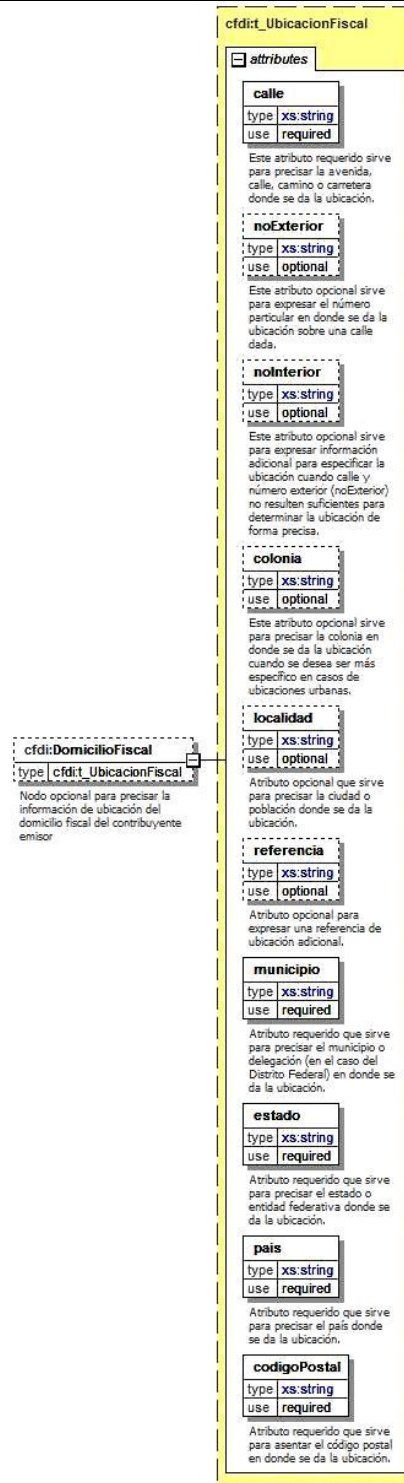 cfdi:t_UbicacionFiscal
attributes
calle
type xs:string
use required
Este atributo requerido sirve
para precisar la avenida,
calle, camino o carretera
donde se da la ubicación.
noExterior
type xs:string
use optional
Este atributo opcional sirve
para expresar el número
particular en donde se da la
ubicación sobre una calle
dada.
noInterior
type xs:string
use optional
Este atributo opcional sirve
para expresar información
adicional para especificar la
ubicación cuando calle y
número exterior (noExterior)
no resulten suficientes para
determinar la ubicación de
forma precisa.
colonia
type xs:string
use optional
Este atributo opcional sirve
para precisar la colonia en
donde se da la ubicación
cuando se desea ser más
específico en casos de
ubicaciones urbanas.
localidad
type xs:string
use optional
Atributo opcional que sirve
para precisar la ciudad o
población donde se da la
ubicación.
cfdi:DomicilioFiscal
type cfdi:t_UbicacionFiscal
Nodo opcional para precisar la
información de ubicación del
domicilio fiscal del contribuyente
emisor
referencia
type xs:string
use optional
Atributo opcional para
expresar una referencia de
ubicación adicional.
municipio
type xs:string
use required
Atributo requerido que sirve
para precisar el municipio o
delegación (en el caso del
Distrito Federal) en donde se
da la ubicación.
estado
type xs:string
use required
Atributo requerido que sirve
para precisar el estado o
entidad federativa donde se
da la ubicación.
pais
type xs:string
use required
Atributo requerido que sirve
para precisar el país donde
se da la ubicación.
codigoPostal
type xs:string
use required
Atributo requerido que sirve
para asentar el código postal
en donde se da la ubicación.